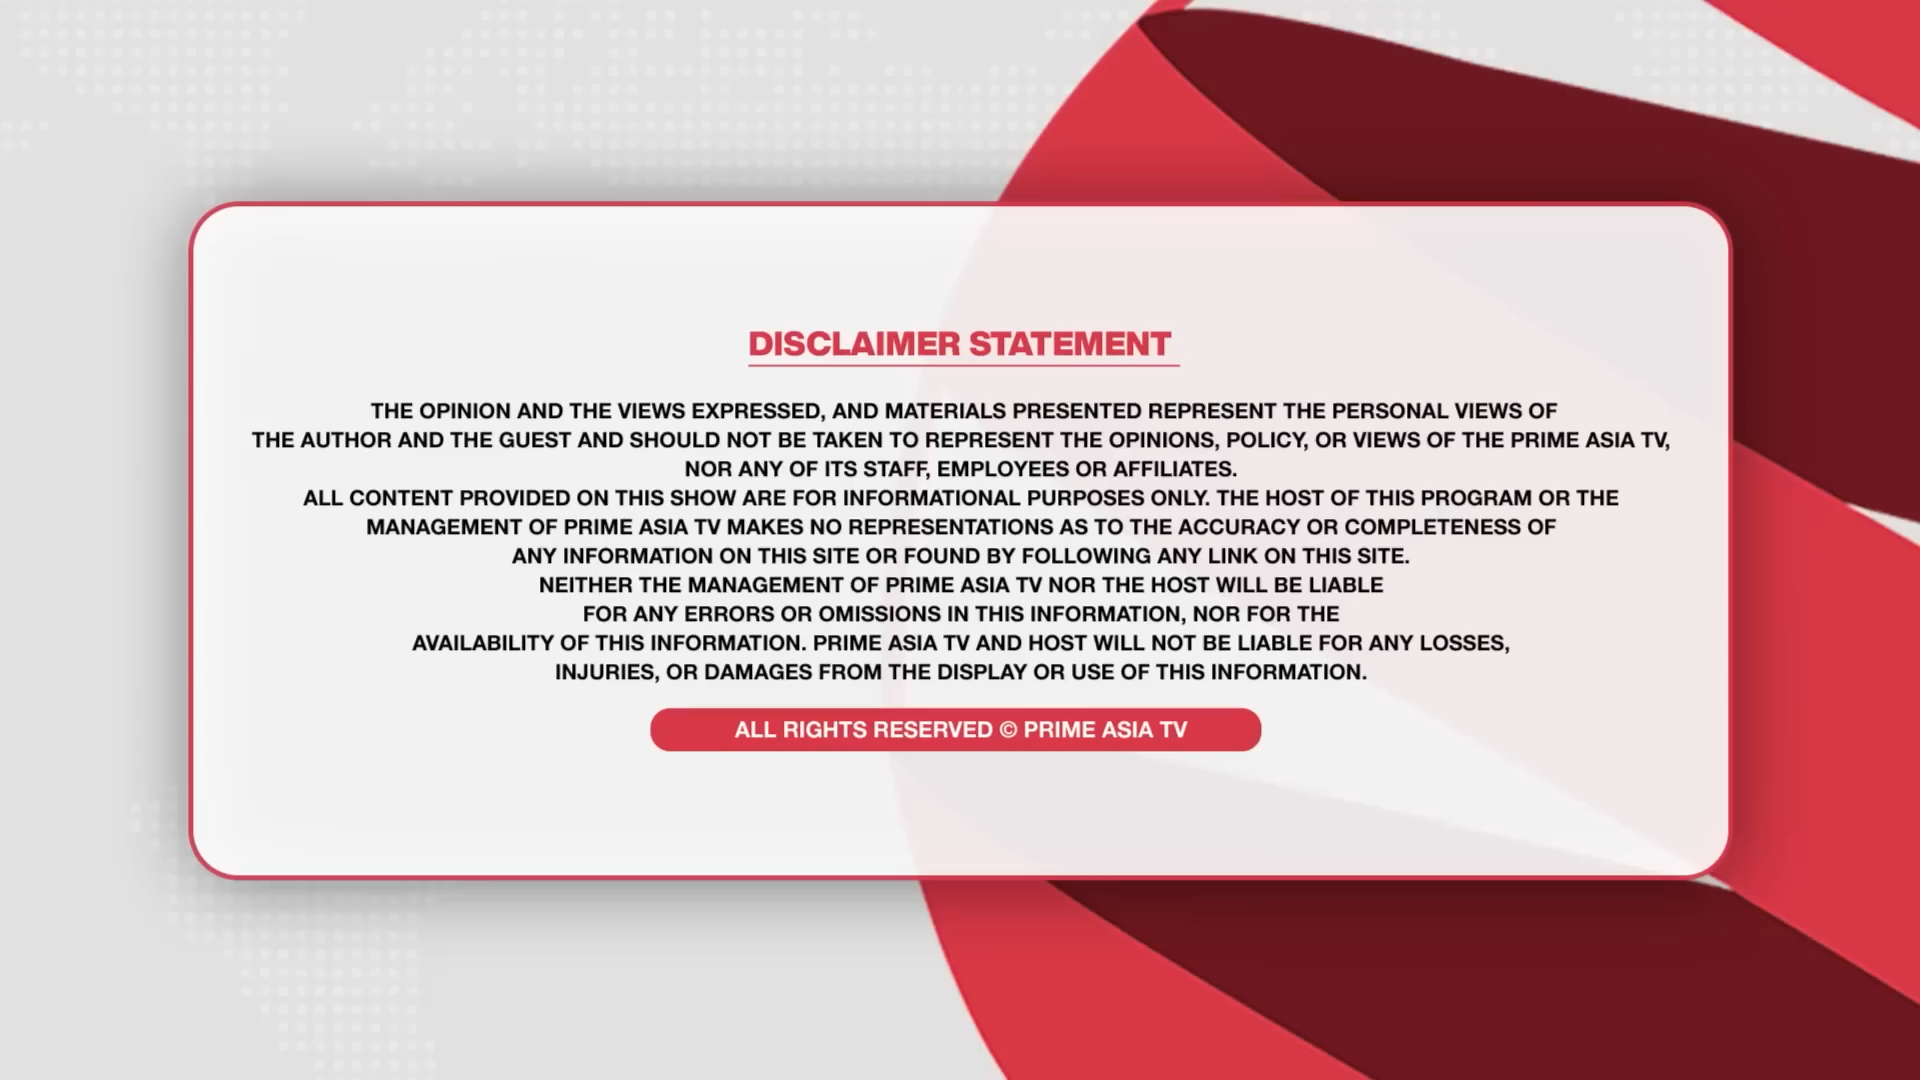 DISCLAIMER STATEMENT
THE OPINION AND THE VIEWS EXPRESSED, AND MATERIALS PRESENTED REPRESENT THE PERSONAL VIEWS OF
THE AUTHOR AND THE GUEST AND SHOULD NOT BE TAKEN TO REPRESENT THE OPINIONS, POLICY, OR VIEWS OF THE PRIME ASIA TV,
NOR ANY OF ITS STAFF, EMPLOYEES OR AFFILIATES.
ALL CONTENT PROVIDED ON THIS SHOW ARE FOR INFORMATIONAL PURPOSES ONLY. THE HOST OF THIS PROGRAM OR THE
MANAGEMENT OF PRIME ASIA TV MAKES NO REPRESENTATIONS AS TO THE ACCURACY OR COMPLETENESS OF
ANY INFORMATION ON THIS SITE OR FOUND BY FOLLOWING ANY LINK ON THIS SITE.
NEITHER THE MANAGEMENT OF PRIME ASIA TV NOR THE HOST WILL BE LIABLE
FOR ANY ERRORS OR OMISSIONS IN THIS INFORMATION, NOR FOR THE
AVAILABILITY OF THIS INFORMATION. PRIME ASIA TV AND HOST WILL NOT BE LIABLE FOR ANY LOSSES,
INJURIES, OR DAMAGES FROM THE DISPLAY OR USE OF THIS INFORMATION.
ALL RIGHTS RESERVED © PRIME ASIA TV